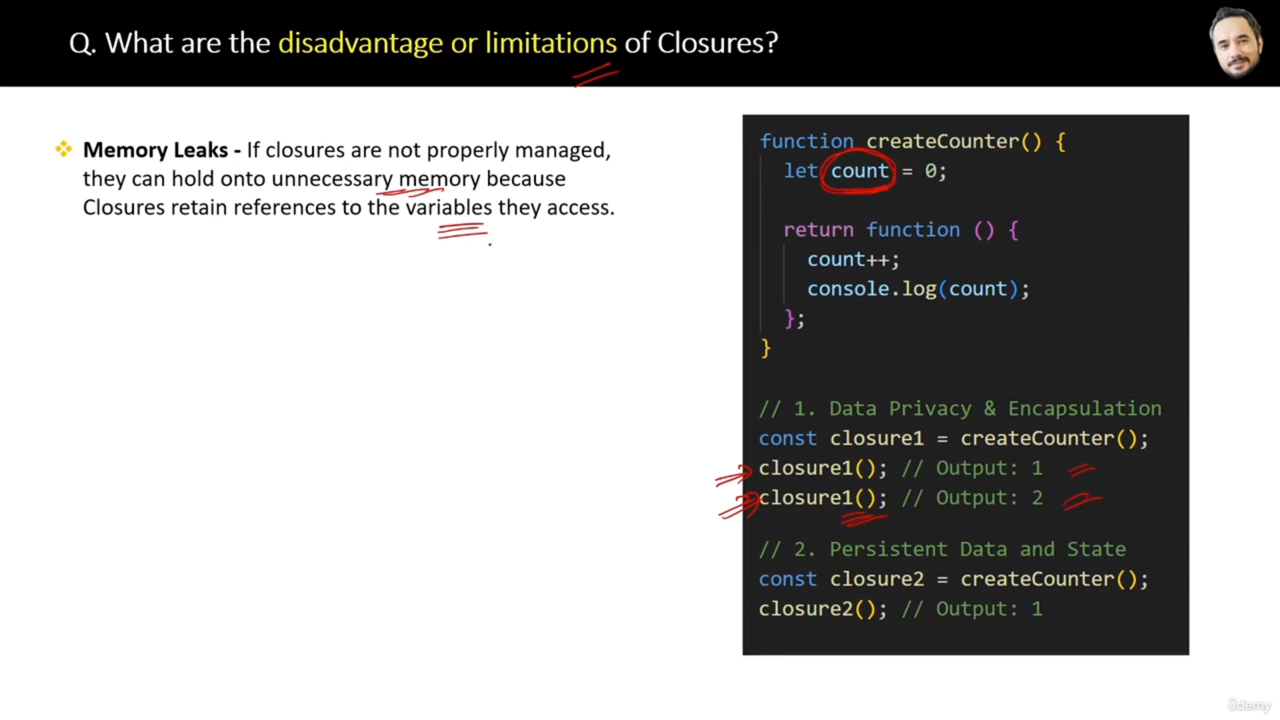 Q. What are the disadvantage or limitations of Closures?
Memory Leaks - If closures are not properly managed,
they can hold onto unnecessary memory because
Closures retain references to the variables they access.
function createCounter() {
let count = 0;
return function () {
count++;
console.log(count);
};
}
// 1. Data Privacy & Encapsulation
const closure1 = createCounter();
closure1(); // Output: 1
closure1(); // Output: 2
// 2. Persistent Data and State
const closure2 = createCounter();
closure2(); // Output: 1
ûdemy